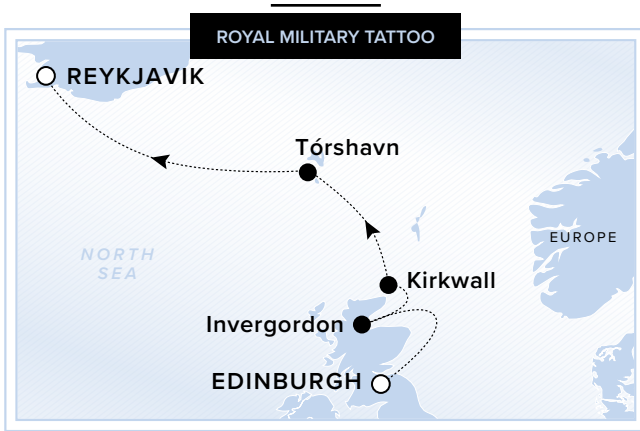 ROYAL MILITARY TATTOO
REYKJAVIK
Tórshavn
EUROPE
NORTH
SEA
Kirkwall
Invergordon
EDINBURGH